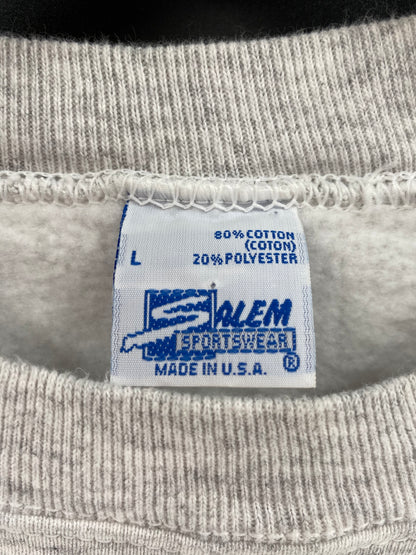 80% COTTON
(COTON)
L 20% POLYESTER
SALEM
SPORTSWEAR
®
MADE IN U.S.A.